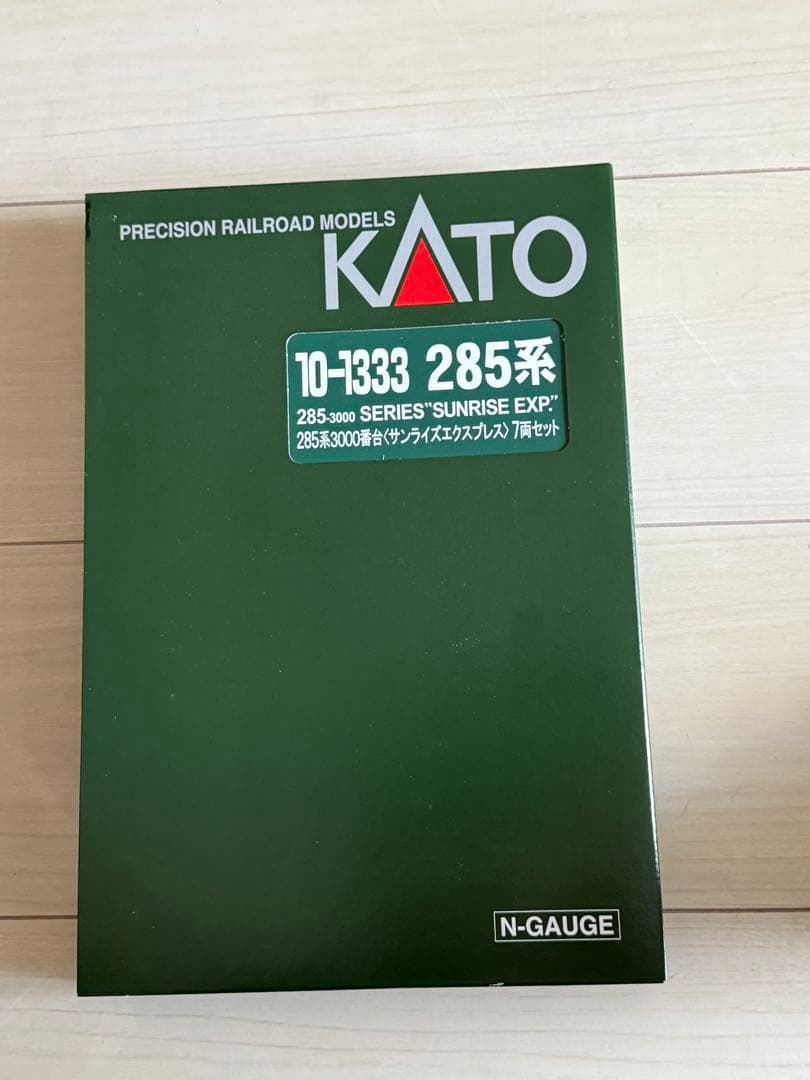 PRECISION RAILROAD MODELS
KATO
10-1333 285系
285-3000 SERIES "SUNRISE EXP."
285系3000番台〈サンライズエクスプレス〉7両セット
N-GAUGE